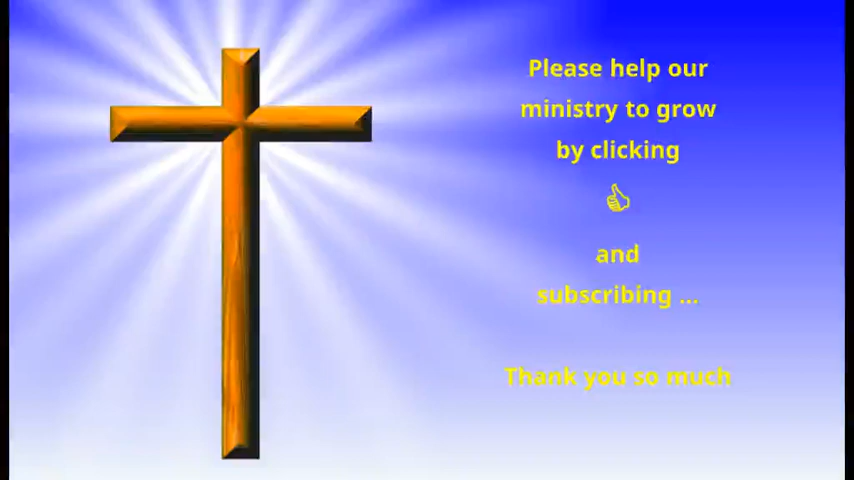 Please help our
ministry to grow
by clicking
👍
and
subscribing ...
Thank you so much